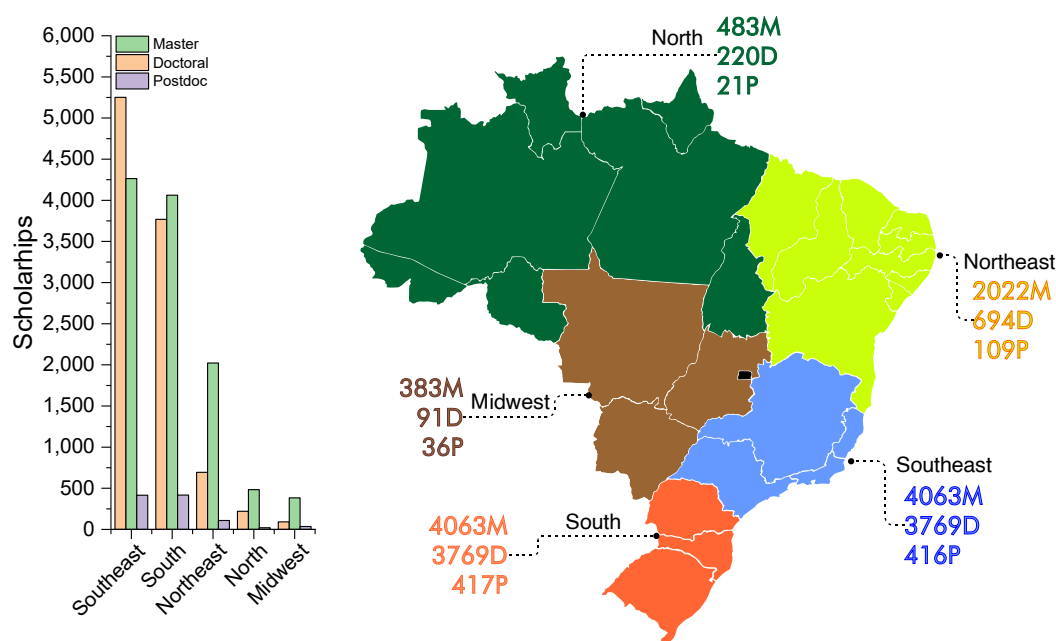 6,000
5,500
5,000
4,500
4,000
3,500
3,000
2,500
2,000
1,500
1,000
500
0
Scholarhips
Master
Doctoral
Postdoc
Southeast
South
Northeast
North
Midwest
North
483M
220D
21P
Northeast
2022M
694D
109P
Midwest
383M
91D
36P
Southeast
4063M
3769D
416P
South
4063M
3769D
417P